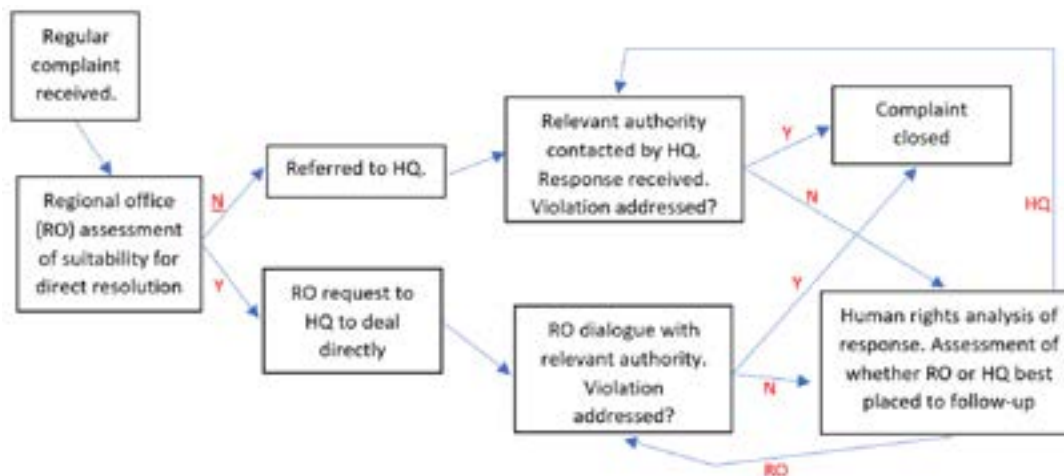 Regular
complaint
received.
Regional office
(RO) assessment
of suitability for
direct resolution
N
Y
Referred to HQ.
RO request to
HQ to deal
directly
Relevant authority
contacted by HQ.
Response received.
Violation addressed?
Y
N
RO dialogue with
relevant authority.
Violation
addressed?
Y
N
Complaint
closed
HQ
Human rights analysis of
response. Assessment of
whether RO or HQ best
placed to follow-up
RO